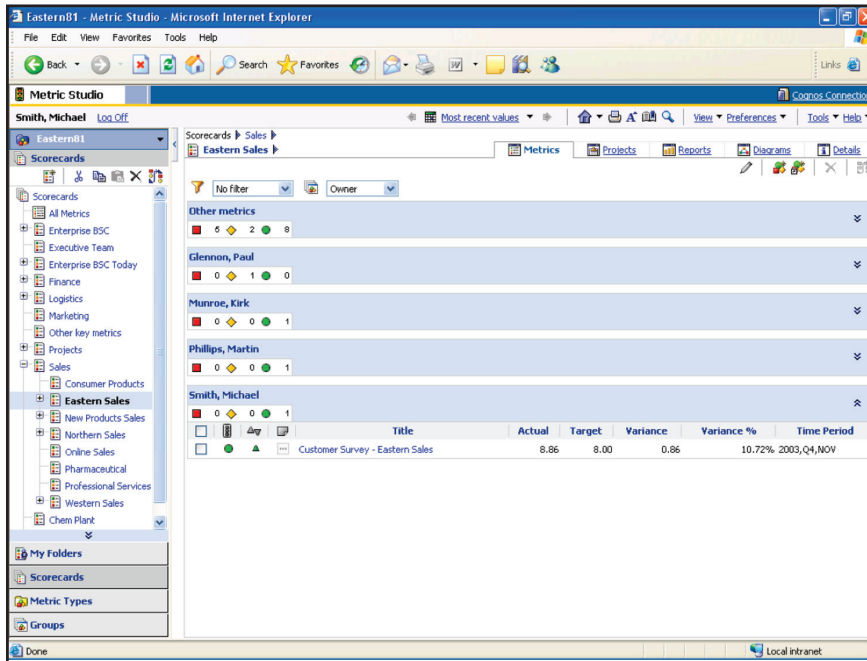 Eastern81 - Metric Studio - Microsoft Internet Explorer
File Edit View Favorites Tools Help
Back Search Favorites Links
Metric Studio Cognos Connection
Smith, Michael Log Off Most recent values View Preferences Tools Help
Eastern81
Scorecards
Scorecards
All Metrics
Enterprise BSC
Executive Team
Enterprise BSC Today
Finance
Logistics
Marketing
Other key metrics
Projects
Sales
Consumer Products
Eastern Sales
New Products Sales
Northern Sales
Online Sales
Pharmaceutical
Professional Services
Western Sales
Chem Plant
My Folders
Scorecards
Metric Types
Groups
Scorecards Sales
Eastern Sales Metrics Projects Reports Diagrams Details
No filter Owner
Other metrics
5 2 8
Glennon, Paul
0 1 0
Munroe, Kirk
0 0 1
Phillips, Martin
0 0 1
Smith, Michael
0 0 1
Title Actual Target Variance Variance % Time Period
Customer Survey - Eastern Sales 8.86 8.00 0.86 10.72% 2003,Q4,NOV
Done Local intranet